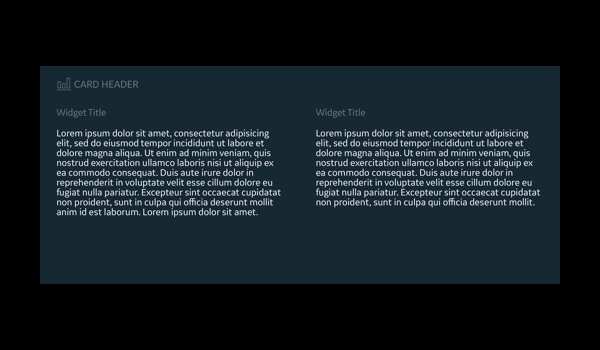 CARD HEADER
Widget Title
Lorem ipsum dolor sit amet, consectetur adipisicing
elit, sed do eiusmod tempor incididunt ut labore et
dolore magna aliqua. Ut enim ad minim veniam, quis
nostrud exercitation ullamco laboris nisi ut aliquip ex
ea commodo consequat. Duis aute irure dolor in
reprehenderit in voluptate velit esse cillum dolore eu
fugiat nulla pariatur. Excepteur sint occaecat cupidatat
non proident, sunt in culpa qui officia deserunt mollit
anim id est laborum. Lorem ipsum dolor sit amet.
Widget Title
Lorem ipsum dolor sit amet, consectetur adipisicing
elit, sed do eiusmod tempor incididunt ut labore et
dolore magna aliqua. Ut enim ad minim veniam, quis
nostrud exercitation ullamco laboris nisi ut aliquip ex
ea commodo consequat. Duis aute irure dolor in
reprehenderit in voluptate velit esse cillum dolore eu
fugiat nulla pariatur. Excepteur sint occaecat cupidatat
non proident, sunt in culpa qui officia deserunt mollit.